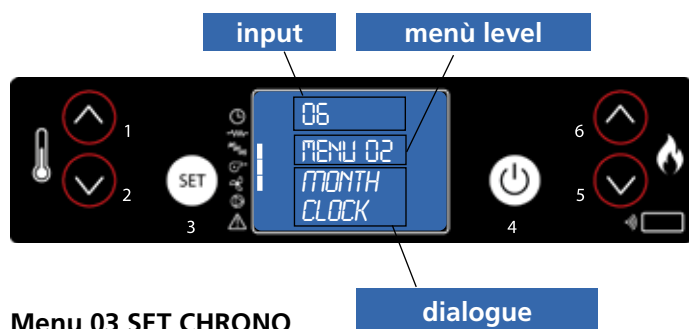 input
menù level
06
MENU 02
MONTH
CLOCK
1
2
SET
3
4
5
6
dialogue
Menu 03 SET CHRONO